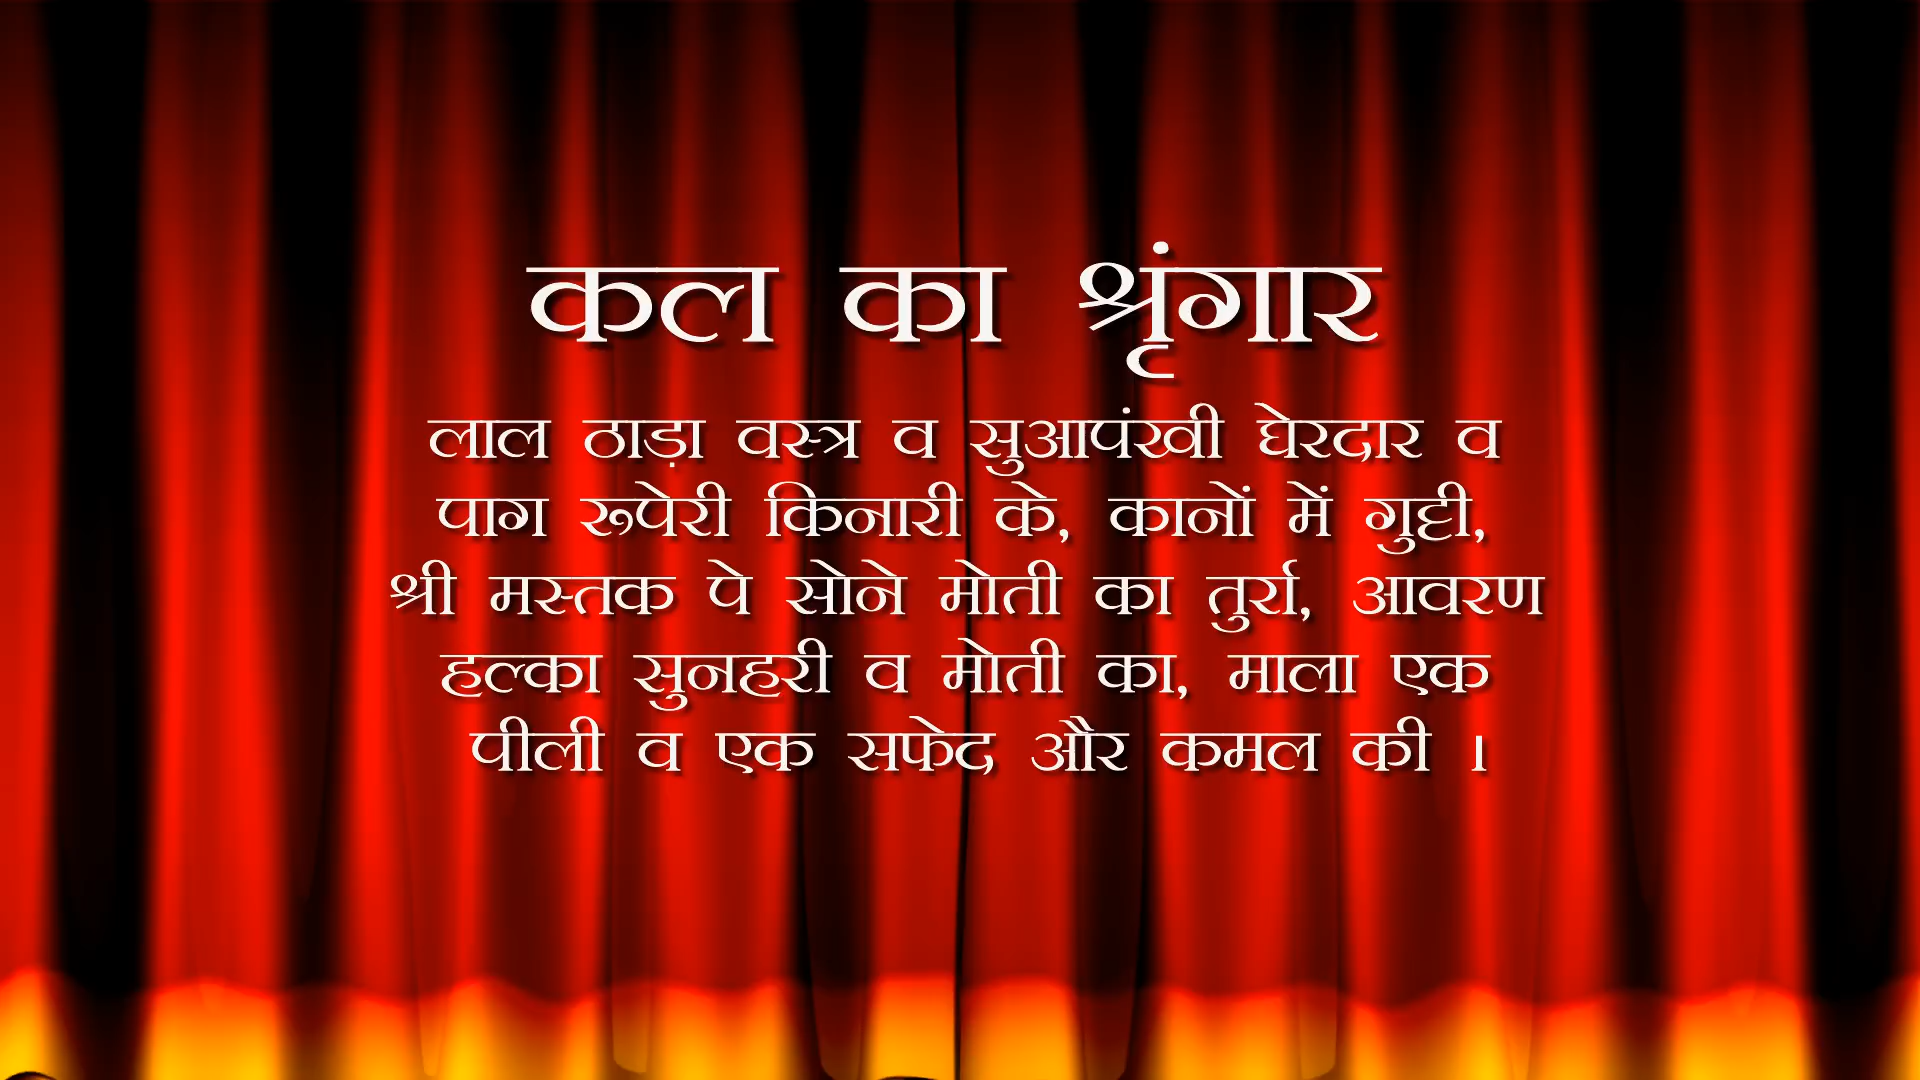 कल का श्रृंगार
लाल ठाड़ा वस्त्र व सुआपंखी घेरदार व
पाग रूपेरी किनारी के, कानों में गुद्दी,
श्री मस्तक पे सोने मोती का तुर्रा, आवरण
हल्का सुनहरी व मोती का, माला एक
पीली व एक सफेद और कमल की ।